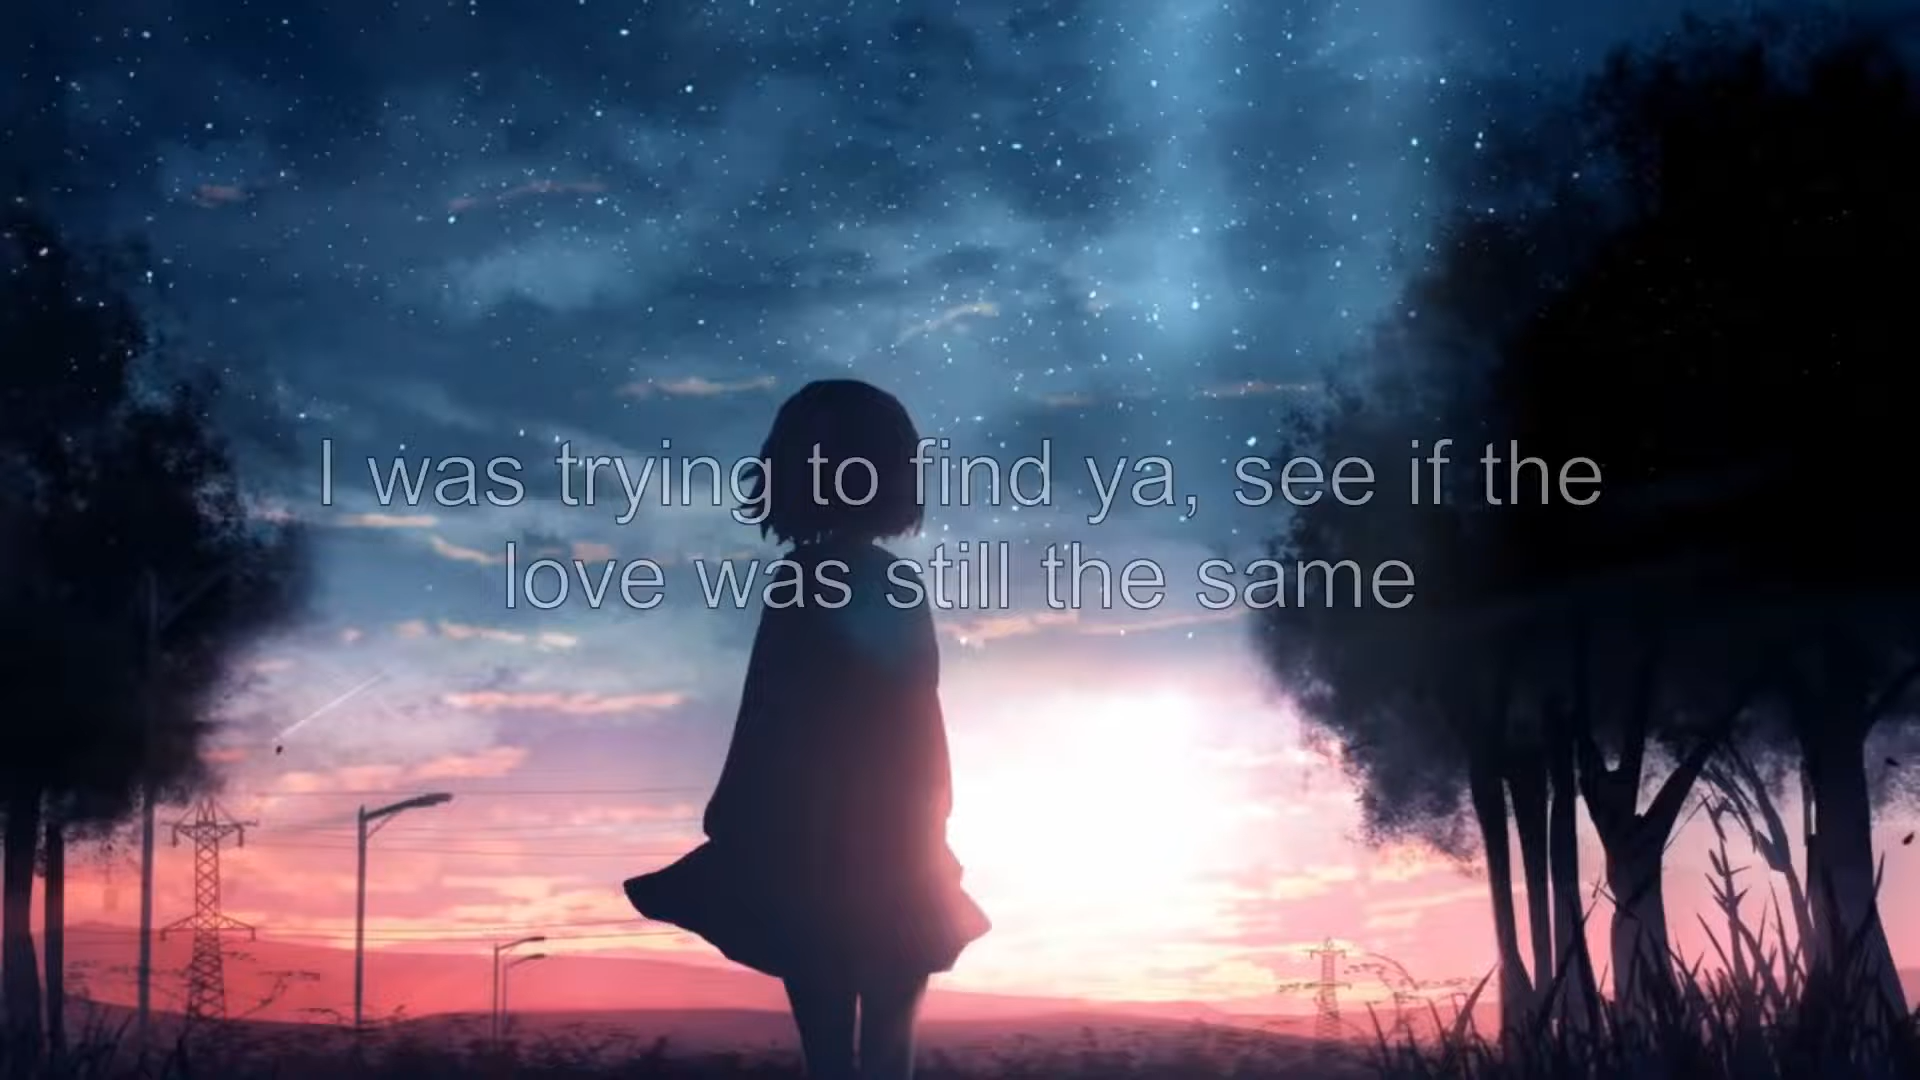 I was trying to find ya, see if the
love was still the same